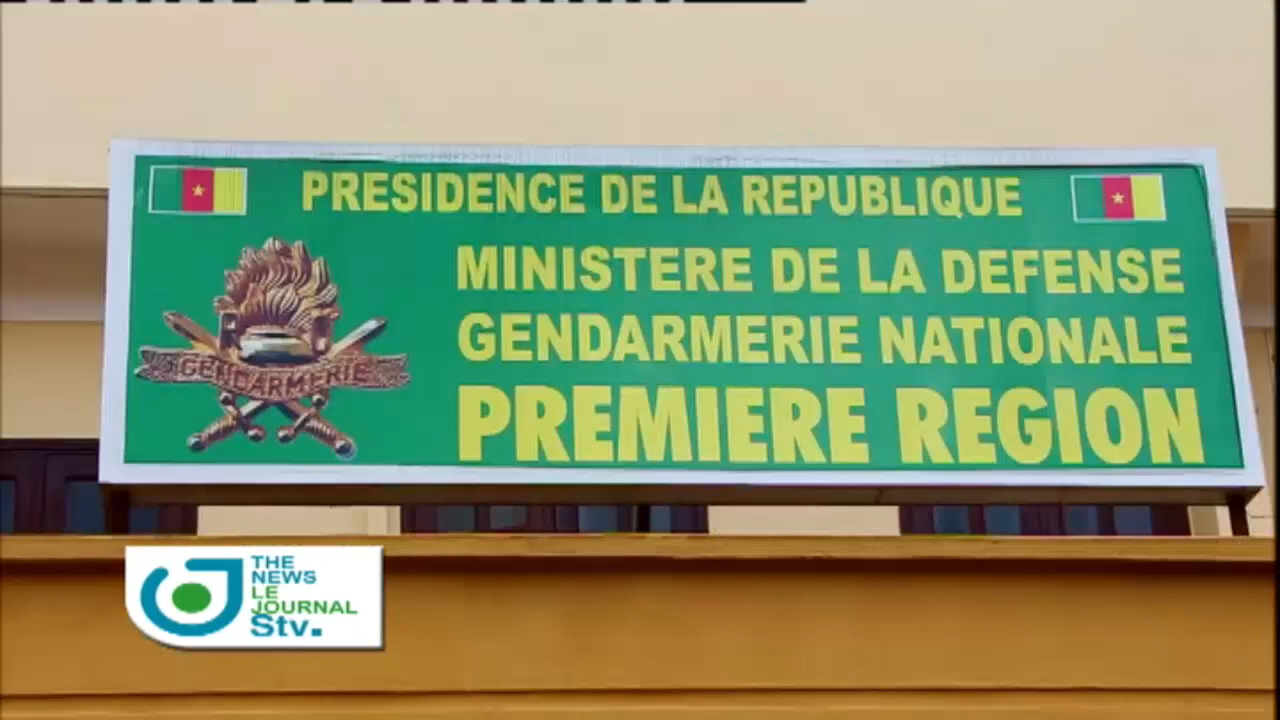 PRESIDENCE DE LA REPUBLIQUE
MINISTERE DE LA DEFENSE
GENDARMERIE NATIONALE
PREMIERE REGION
GENDARMERIE
THE
NEWS
LE
JOURNAL
Stv.